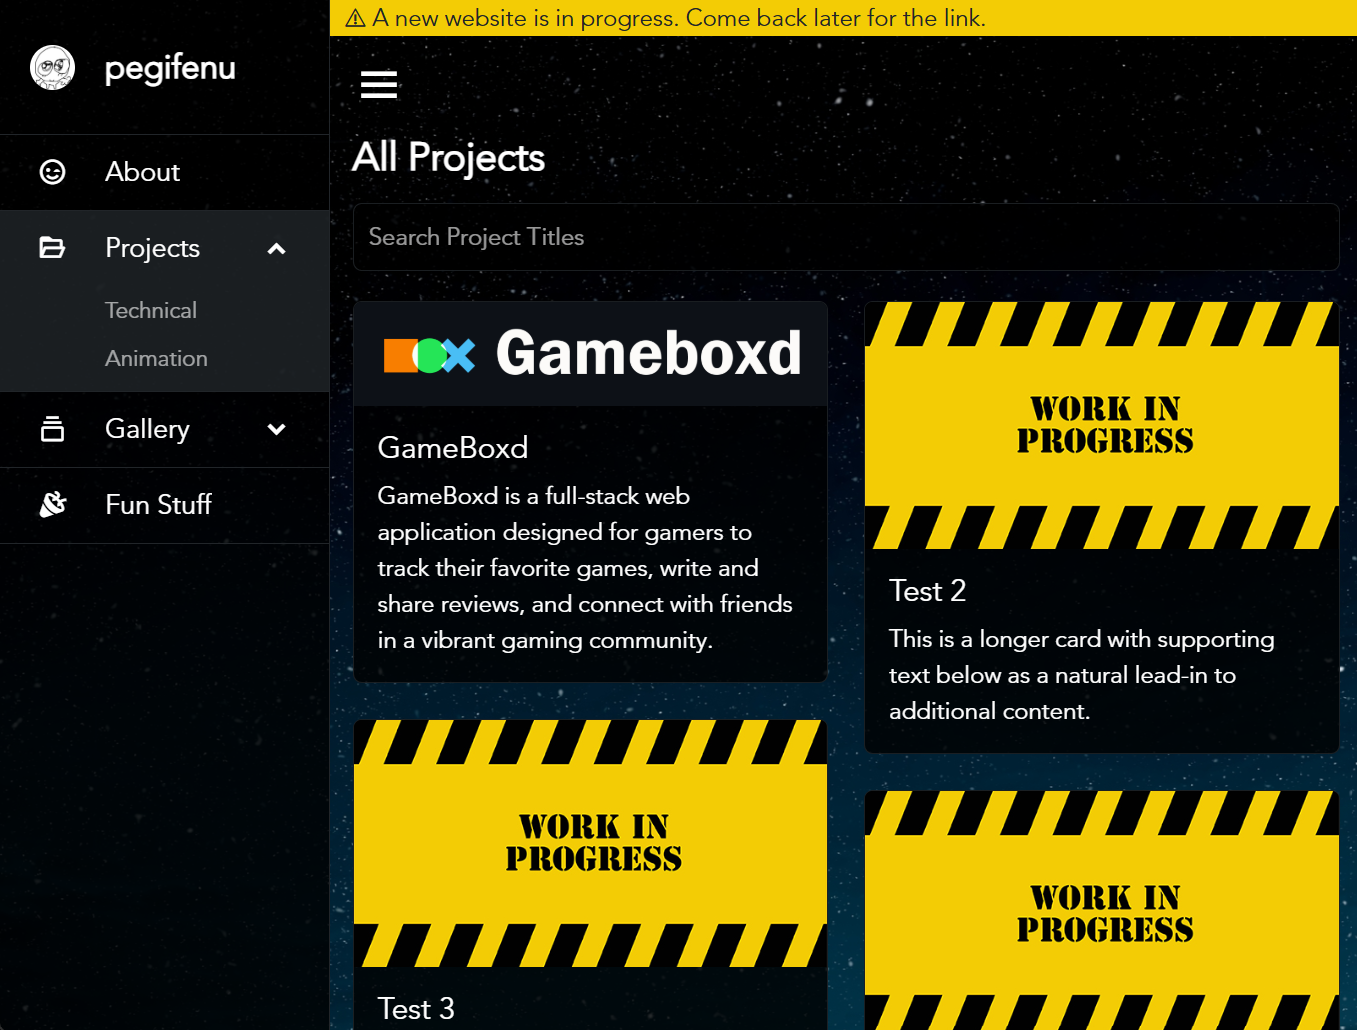 ⚠ A new website is in progress. Come back later for the link.
pegifenu
About
Projects
Technical
Animation
Gallery
Fun Stuff
All Projects
Search Project Titles
Gameboxd
GameBoxd
GameBoxd is a full-stack web
application designed for gamers to
track their favorite games, write and
share reviews, and connect with friends
in a vibrant gaming community.
WORK IN
PROGRESS
Test 2
This is a longer card with supporting
text below as a natural lead-in to
additional content.
WORK IN
PROGRESS
Test 3
WORK IN
PROGRESS